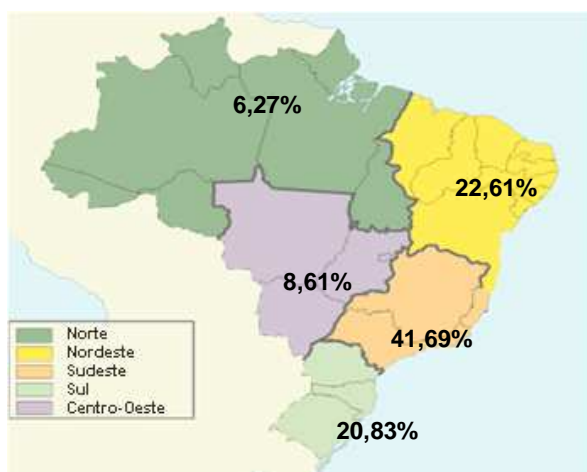 6,27%
22,61%
8,61%
41,69%
20,83%
Norte
Nordeste
Sudeste
Sul
Centro-Oeste